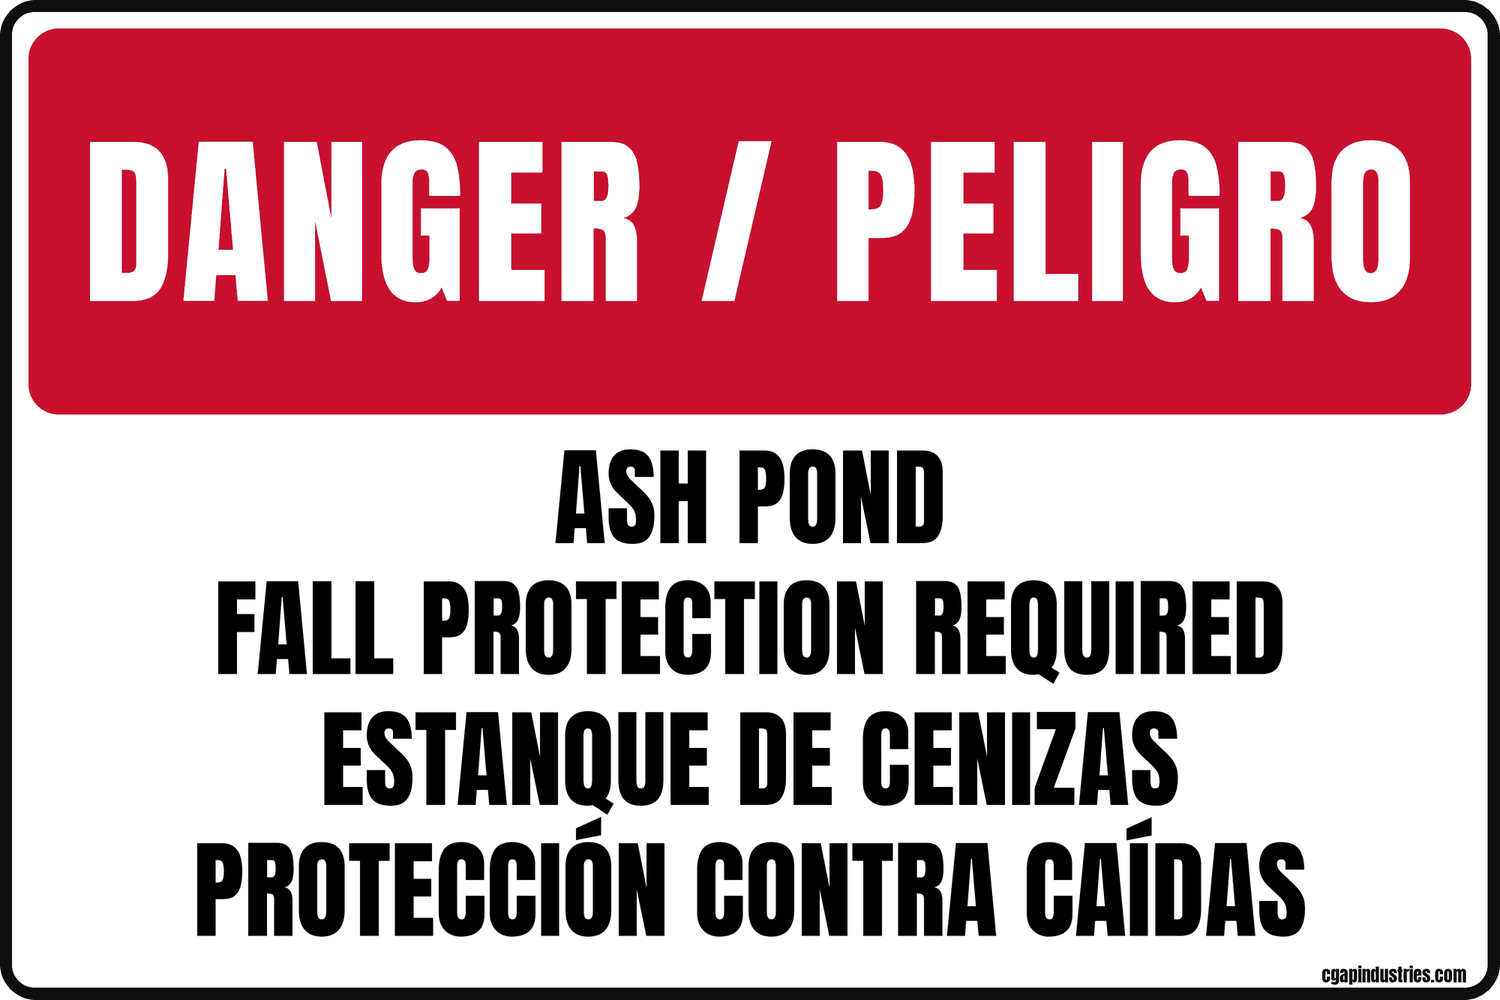 DANGER / PELIGRO
ASH POND
FALL PROTECTION REQUIRED
ESTANQUE DE CENIZAS
PROTECCIÓN CONTRA CAÍDAS
cgapindustries.com